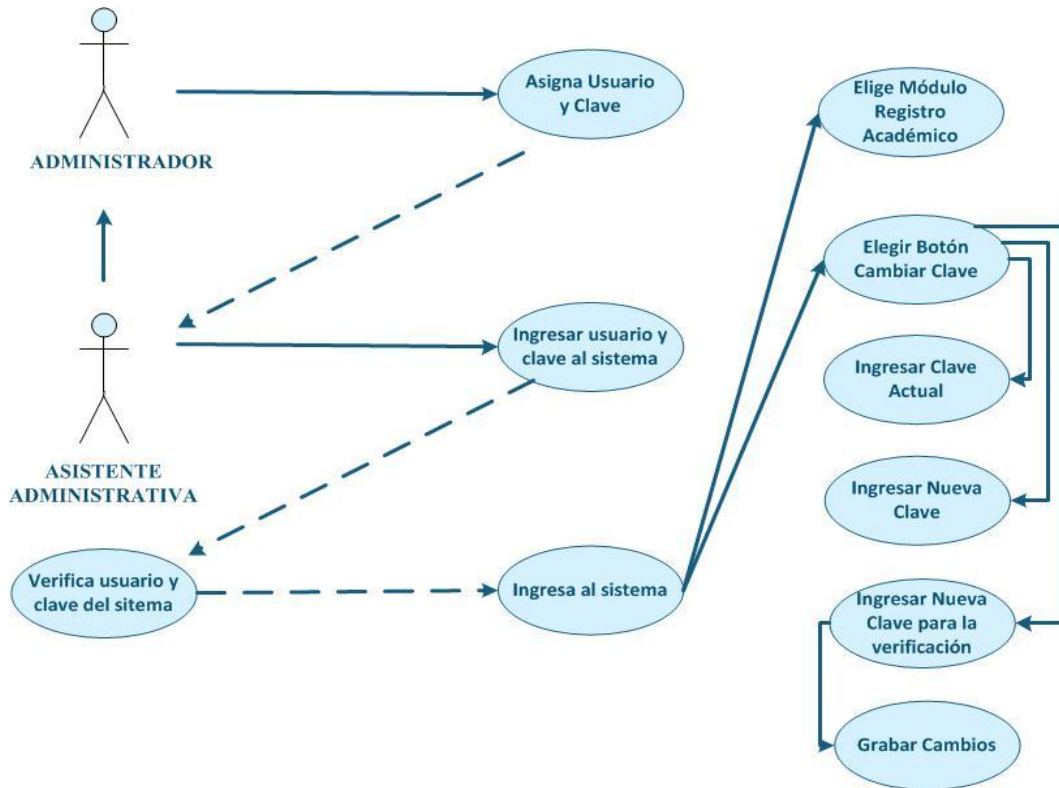 ADMINISTRADOR
Asigna Usuario
y Clave
Elige Módulo
Registro
Académico
Elegir Botón
Cambiar Clave
ASISTENTE
ADMINISTRATIVA
Ingresar usuario y
clave al sistema
Ingresar Clave
Actual
Ingresar Nueva
Clave
Verifica usuario y
clave del sitema
Ingresa al sistema
Ingresar Nueva
Clave para la
verificación
Grabar Cambios